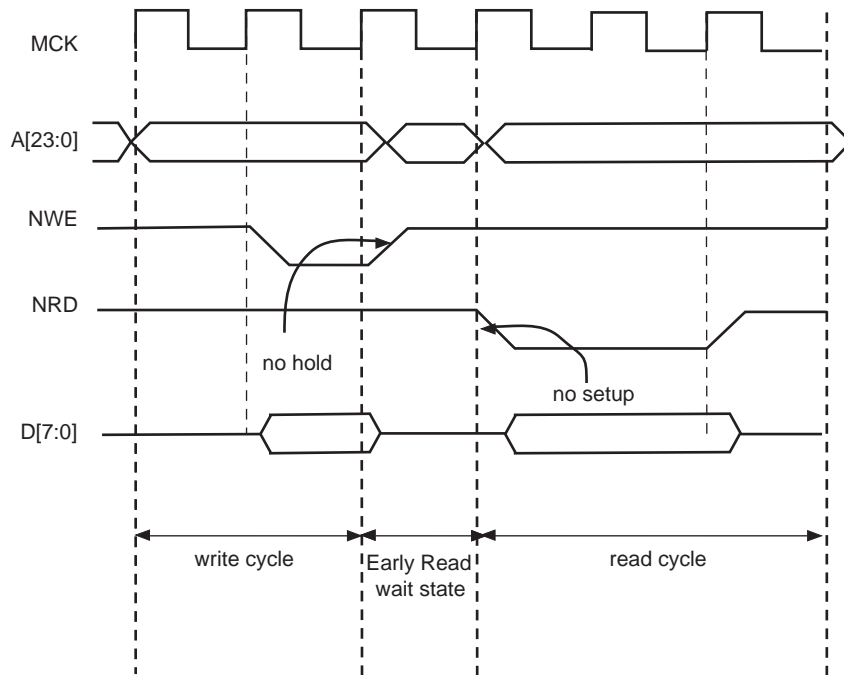 MCK
A[23:0]
NWE
NRD
no hold
no setup
D[7:0]
write cycle
Early Read
wait state
read cycle